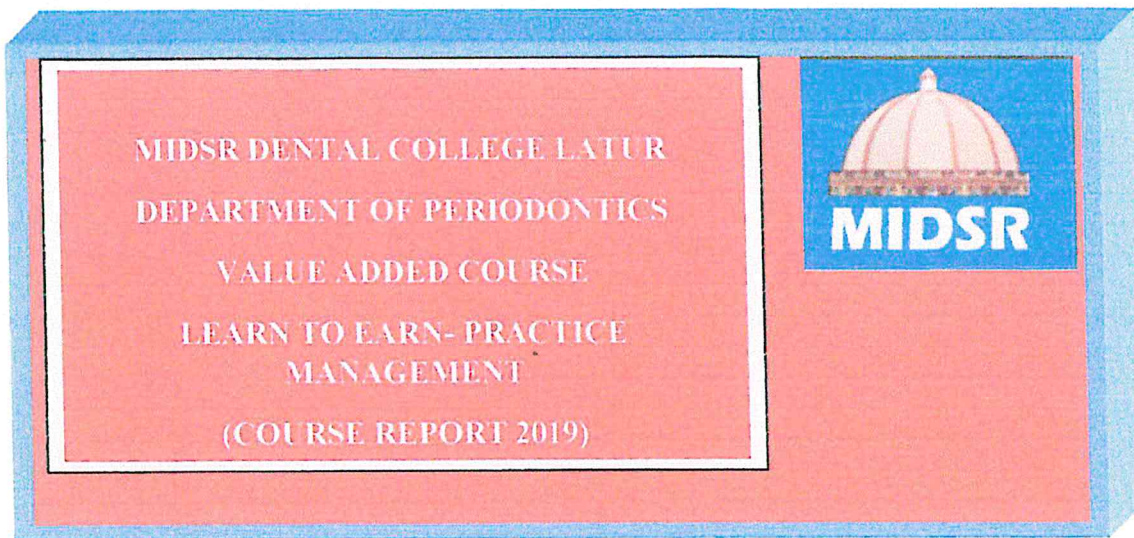 MIDSR DENTAL COLLEGE LATUR
DEPARTMENT OF PERIODONTICS
VALUE ADDED COURSE
LEARN TO EARN- PRACTICE
MANAGEMENT
(COURSE REPORT 2019)
MIDSR